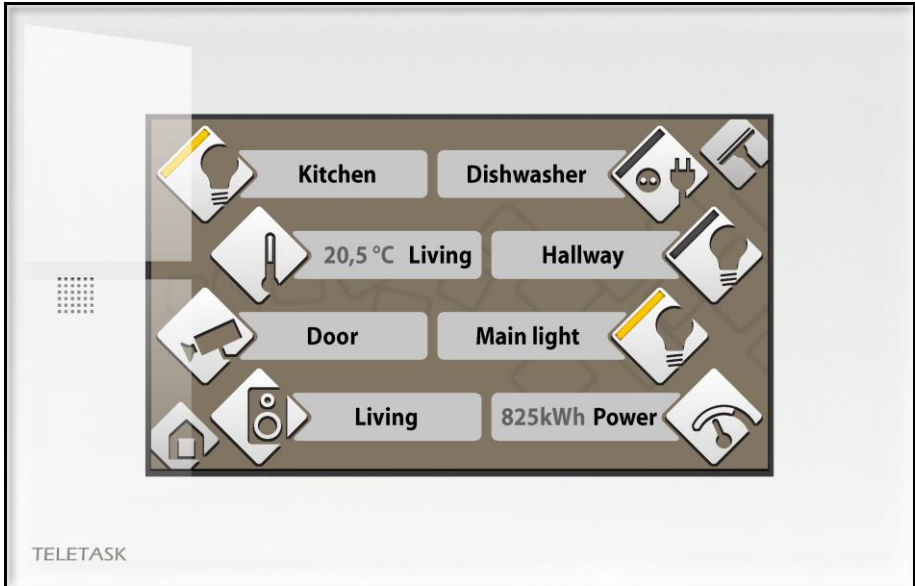 Kitchen
Dishwasher
20,5 °C Living
Hallway
Door
Main light
Living
825kWh Power
TELETASK